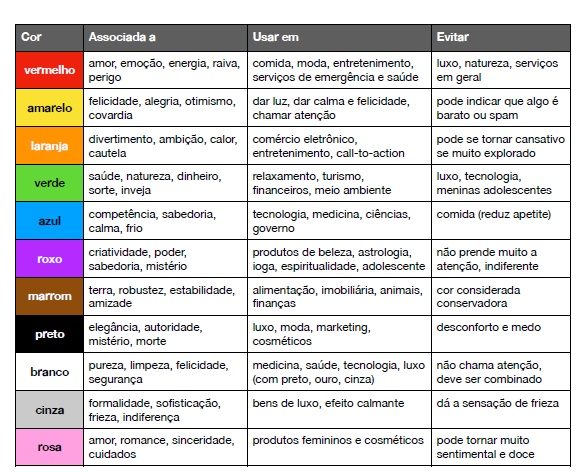 Cor Associada a Usar em Evitar
vermelho amor, emoção, energia, raiva, comida, moda, entretenimento, luxo, natureza, serviços
perigo serviços de emergência e saúde em geral
amarelo felicidade, alegria, otimismo, dar luz, dar calma e felicidade, pode indicar que algo é
covardia chamar atenção barato ou spam
laranja divertimento, ambição, calor, comércio eletrônico, pode se tornar cansativo
cautela entretenimento, call-to-action se muito explorado
verde saúde, natureza, dinheiro, relaxamento, turismo, luxo, tecnologia,
sorte, inveja financeiros, meio ambiente meninas adolescentes
azul competência, sabedoria, tecnologia, medicina, ciências, comida (reduz apetite)
calma, frio governo
roxo criatividade, poder, produtos de beleza, astrologia, não prende muito a
sabedoria, mistério ioga, espiritualidade, adolescente atenção, indiferente
marrom terra, robustez, estabilidade, alimentação, imobiliária, animais, cor considerada
amizade finanças conservadora
preto elegância, autoridade, luxo, moda, marketing, desconforto e medo
mistério, morte cosméticos
branco pureza, limpeza, felicidade, medicina, saúde, tecnologia, luxo não chama atenção,
segurança (com preto, ouro, cinza) deve ser combinado
cinza formalidade, sofisticação, bens de luxo, efeito calmante dá a sensação de frieza
frieza, indiferença
rosa amor, romance, sinceridade, produtos femininos e cosméticos pode tornar muito
cuidados sentimental e doce